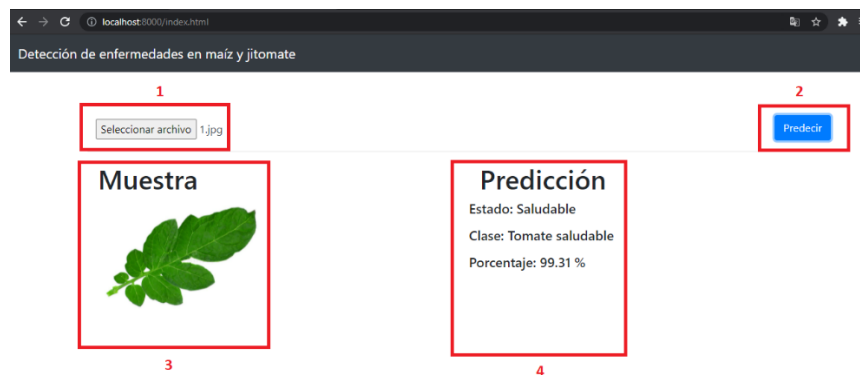 localhost:8000/index.html
Detección de enfermedades en maíz y jitomate
1
2
Seleccionar archivo 1.jpg
Predecir
Muestra
Predicción
Estado: Saludable
Clase: Tomate saludable
Porcentaje: 99.31 %
3
4